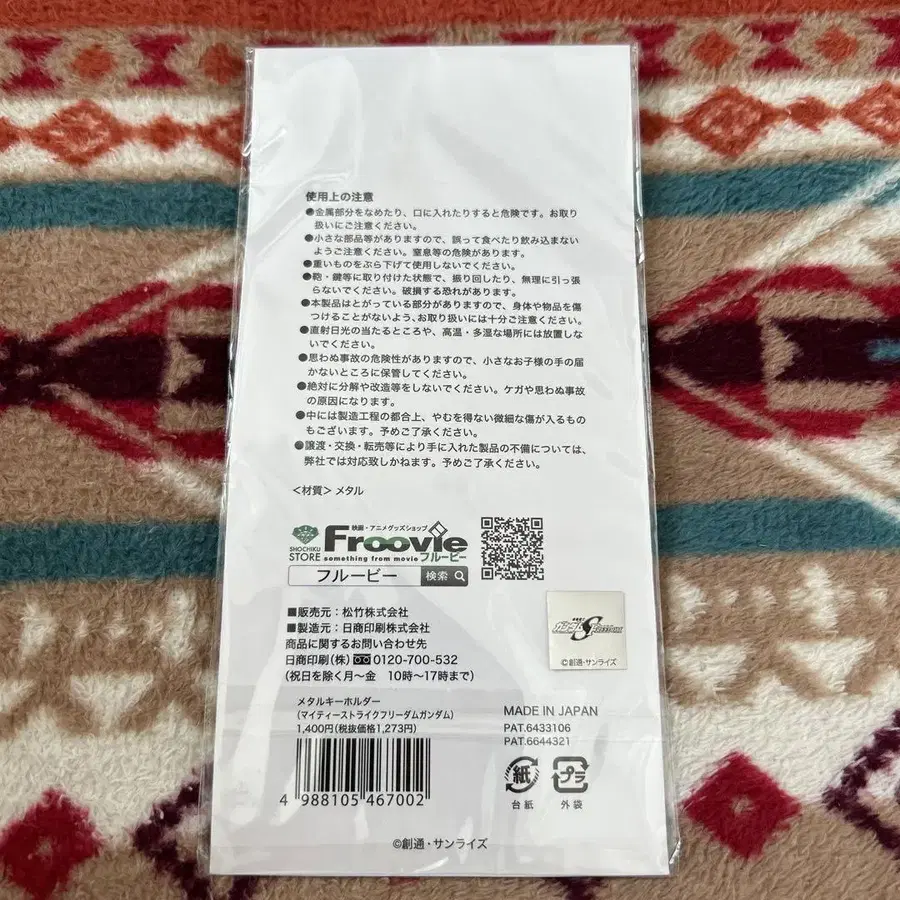 使用上の注意
●金属部分をなめたり、口に入れたりすると危険です。お取り
扱いにご注意ください。
●小さな部品等がありますので、誤って食べたり飲み込まない
ようご注意ください。窒息等の危険があります。
●重いものをぶら下げて使用しないでください。
●鞄・鍵等に取り付けた状態で、振り回したり、無理に引っ張
らないでください。破損する恐れがあります。
●本製品はとがっている部分がありますので、身体や物品を傷
つけることがないよう、お取り扱いには十分ご注意ください。
●直射日光の当たるところや、高温・多湿な場所には放置しな
いでください。
●思わぬ事故の危険性がありますので、小さなお子様の手の届
かないところに保管してください。
●絶対に分解や改造等をしないでください。ケガや思わぬ事故
の原因になります。
●中には製造工程の都合上、やむを得ない微細な傷が入るもの
もございます。予めご了承ください。
●譲渡・交換・転売等により手に入れた製品の不備については、
弊社では対応致しかねます。予めご了承ください。
<材質> メタル
映画・アニメグッズショップ
SHOCHIKU
STORE
Froovie
something from movie フルービー
フルービー 検索
■販売元：松竹株式会社
■製造元：日商印刷株式会社
商品に関するお問い合わせ先
日商印刷(株) 0120-700-532
(祝日を除く月〜金 10時〜17時まで)
ガンダム SEED
©創通・サンライズ
メタルキーホルダー
(マイティーストライクフリーダムガンダム)
1,400円(税抜価格1,273円)
4 988105 467002
MADE IN JAPAN
PAT.6433106
PAT.6644321
紙
台紙
プラ
外袋
©創通・サンライズ